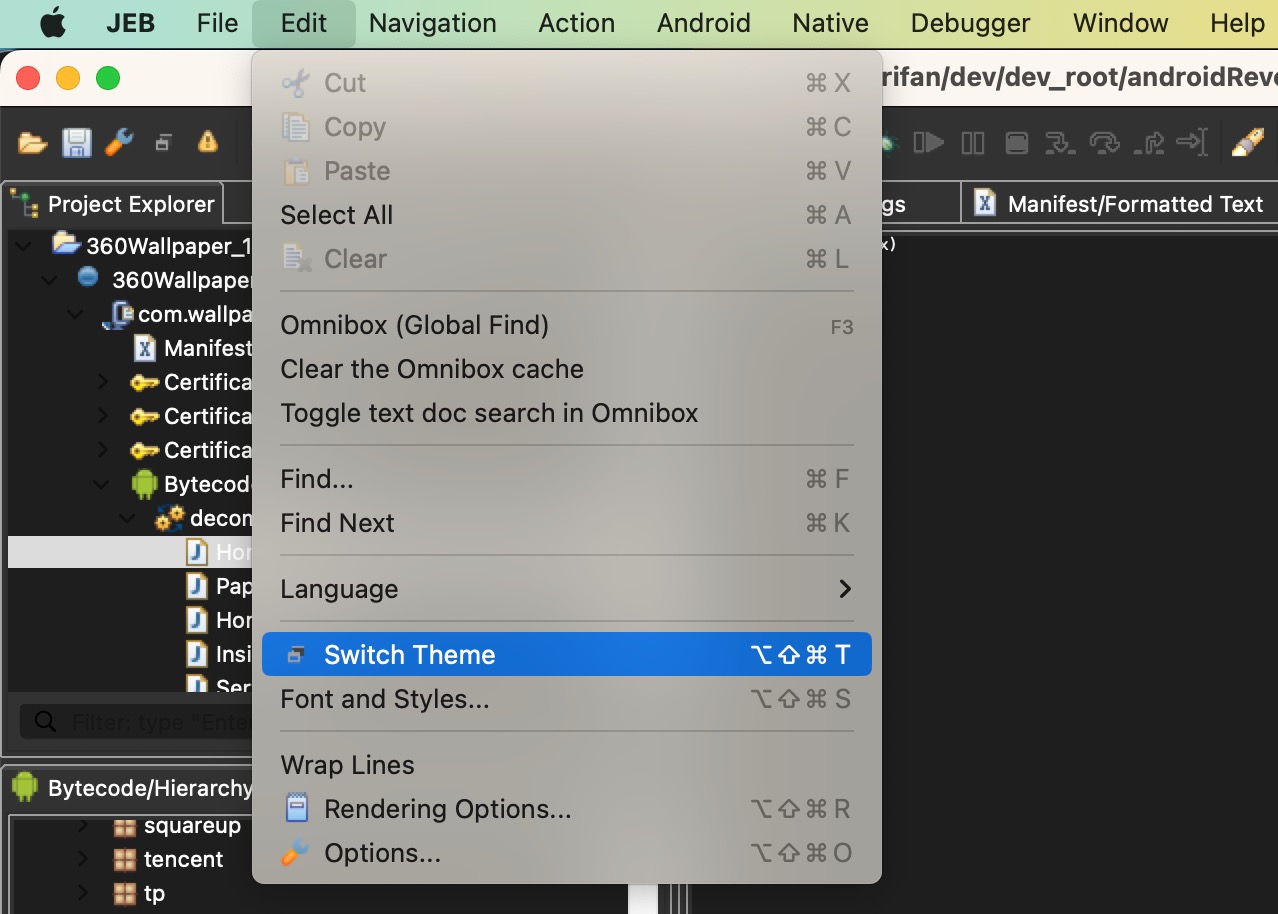 JEB File Edit Navigation Action Android Native Debugger Window Help
rifan/dev/dev_root/androidReve
Cut ⌘ X
Copy ⌘ C
Paste ⌘ V
Select All ⌘ A
Clear ⌘ L
Omnibox (Global Find) F3
Clear the Omnibox cache
Toggle text doc search in Omnibox
Find... ⌘ F
Find Next ⌘ K
Language
Switch Theme ⌥⇧⌘ T
Font and Styles... ⌥⇧⌘ S
Wrap Lines
Rendering Options... ⌥⇧⌘ R
Options... ⌥⇧⌘ O
Project Explorer
gs
Manifest/Formatted Text
x)
360Wallpaper_1
360Wallpaper
com.wallpa
Manifest
Certifica
Certifica
Certifica
Bytecod
decom
Hom
Pap
Hor
Insi
Ser
Filter: type "Ente
Bytecode/Hierarchy
squareup
tencent
tp